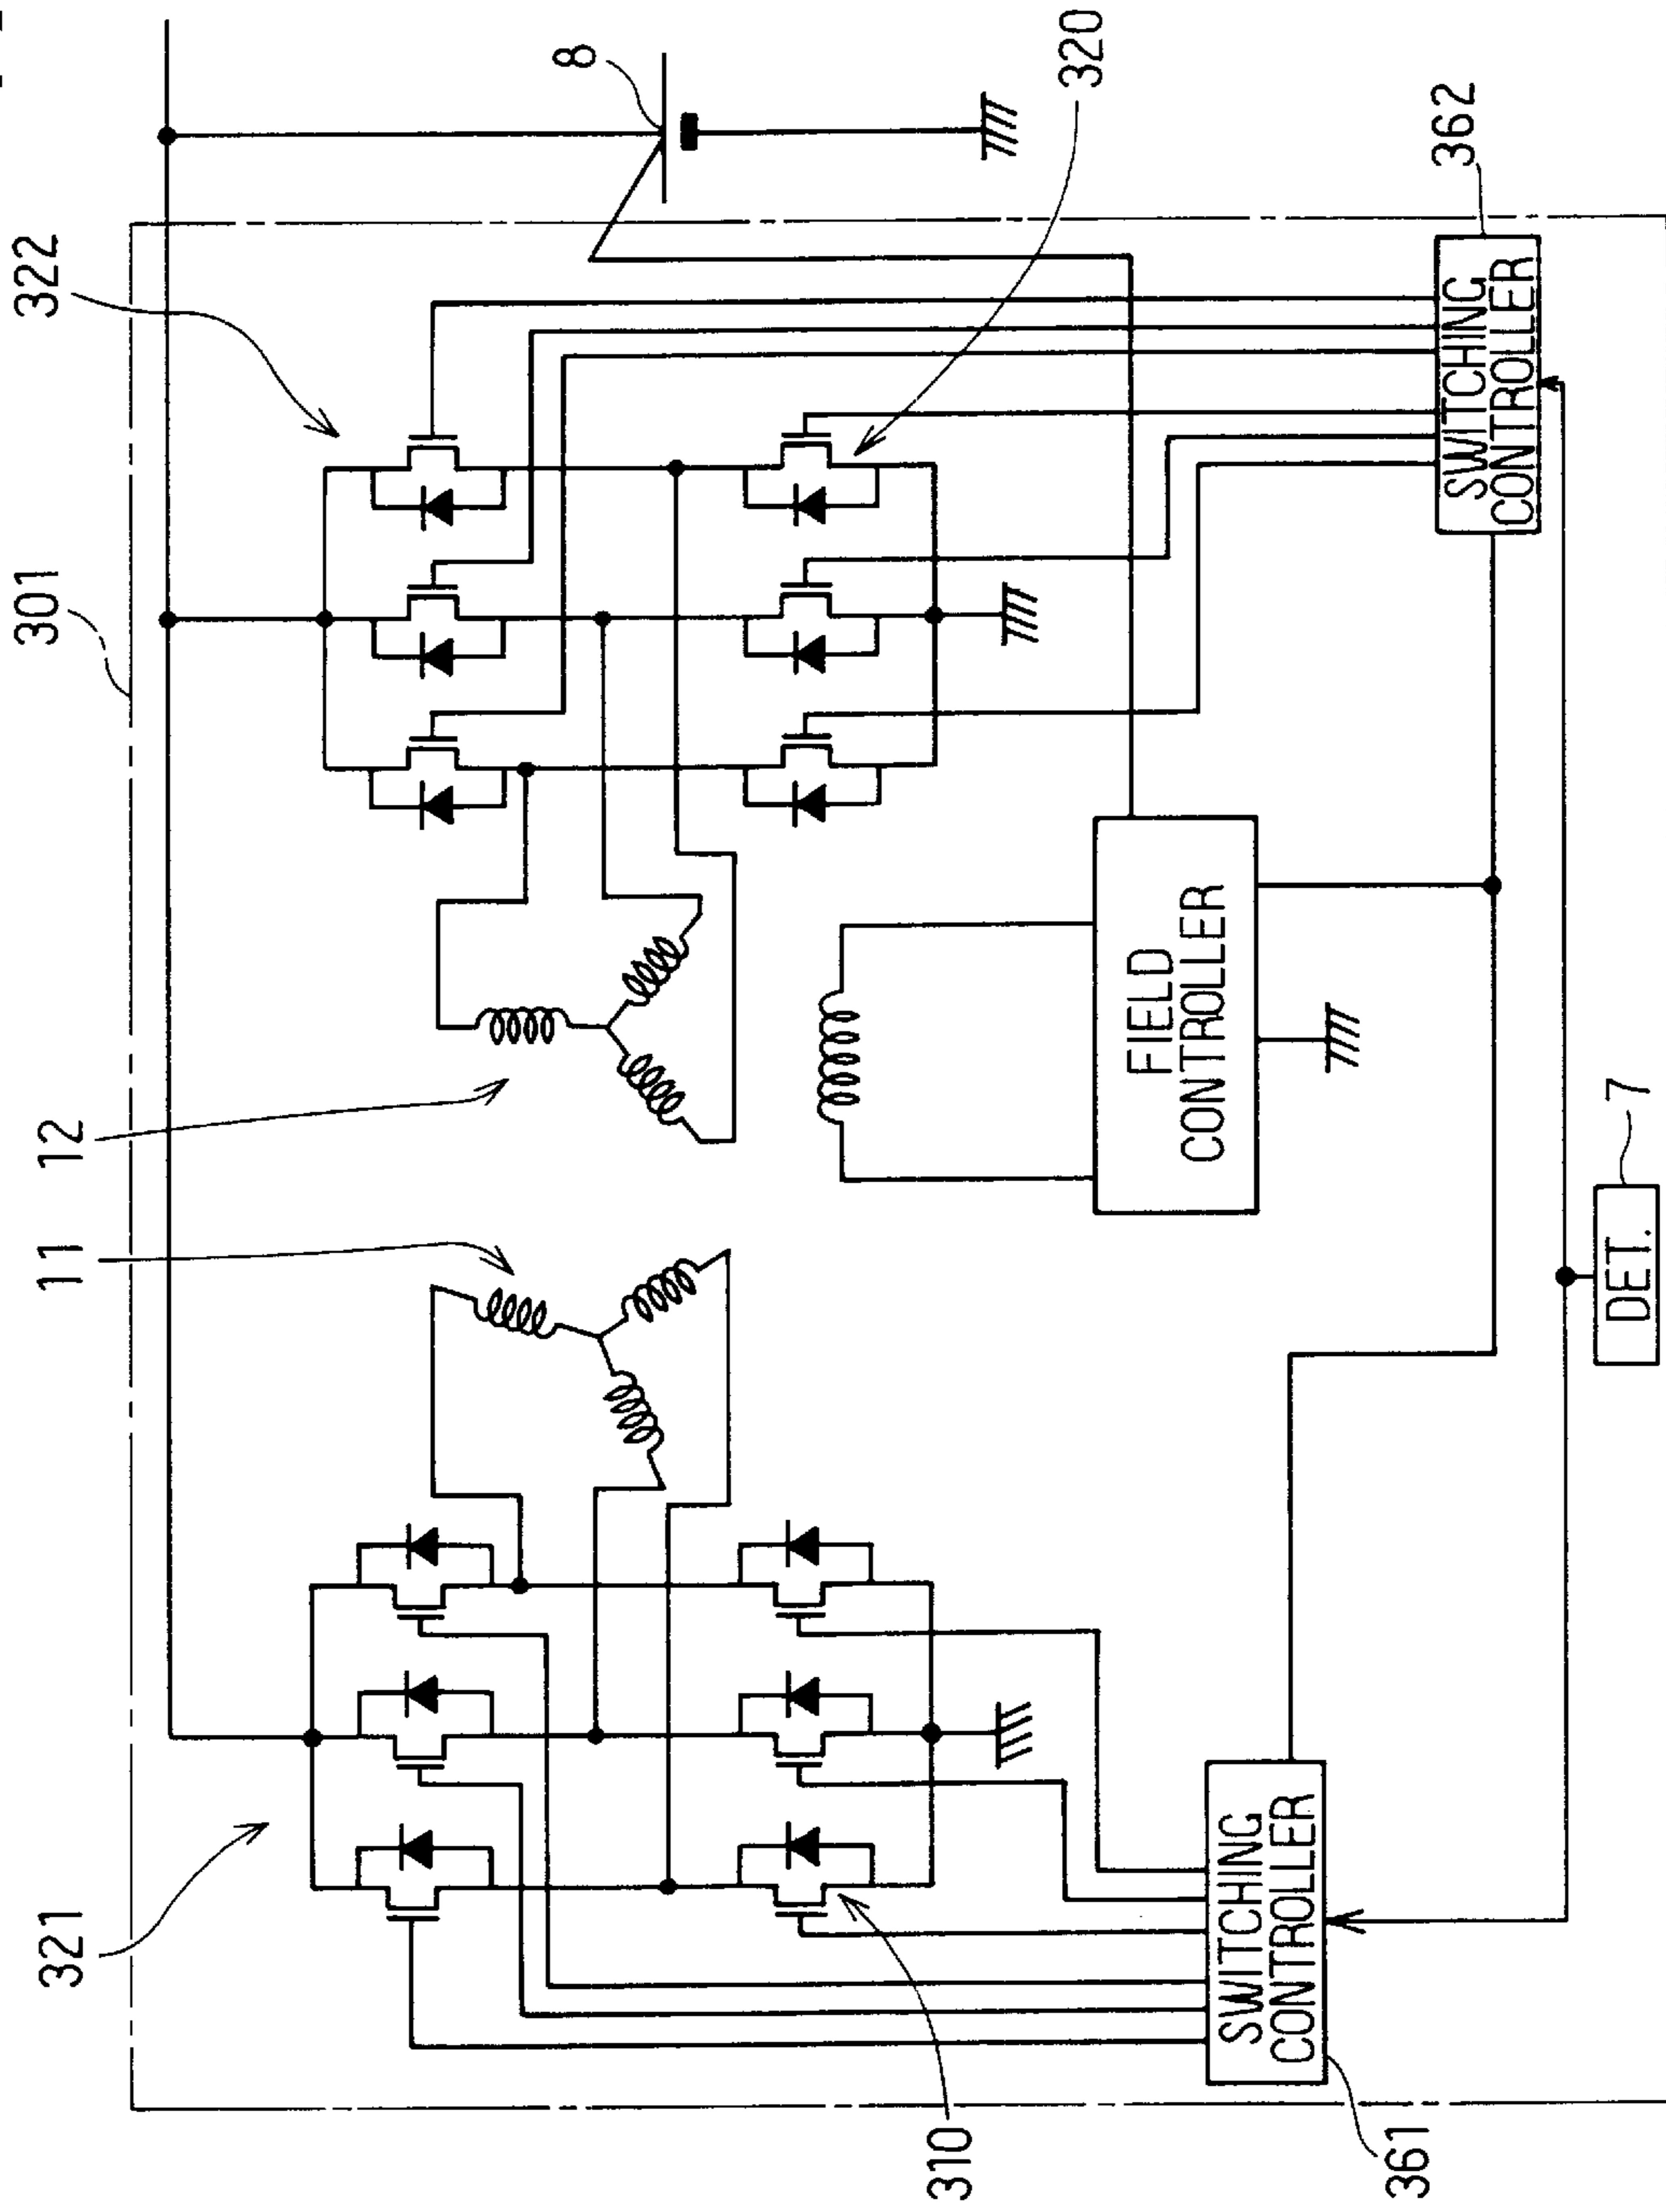 301
322
8
320
362
SWITCHING
CONTROLLER
12
11
FIELD
CONTROLLER
7
DET.
321
310
SWITCHING
CONTROLLER
361